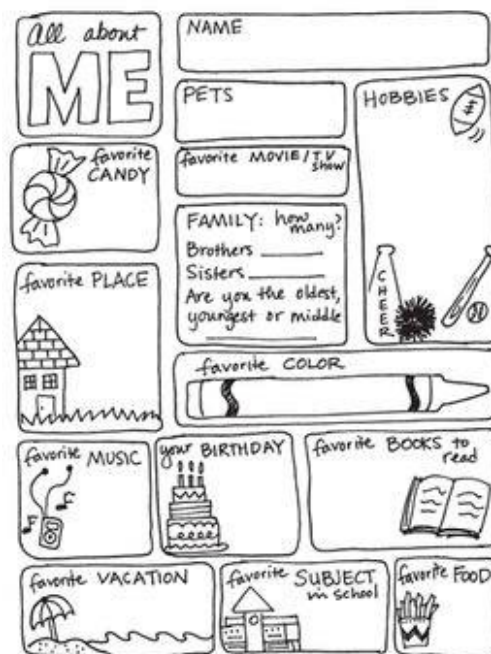 All about
ME
NAME
PETS
HOBBIES
favorite
CANDY
favorite MOVIE/TV
show
FAMILY: how
many?
Brothers
Sisters
Are you the oldest,
youngest or middle
favorite PLACE
CHEER
favorite COLOR
favorite MUSIC
your BIRTHDAY
favorite BOOKS to
read
favorite VACATION
favorite SUBJECT
in school
favorite FOOD